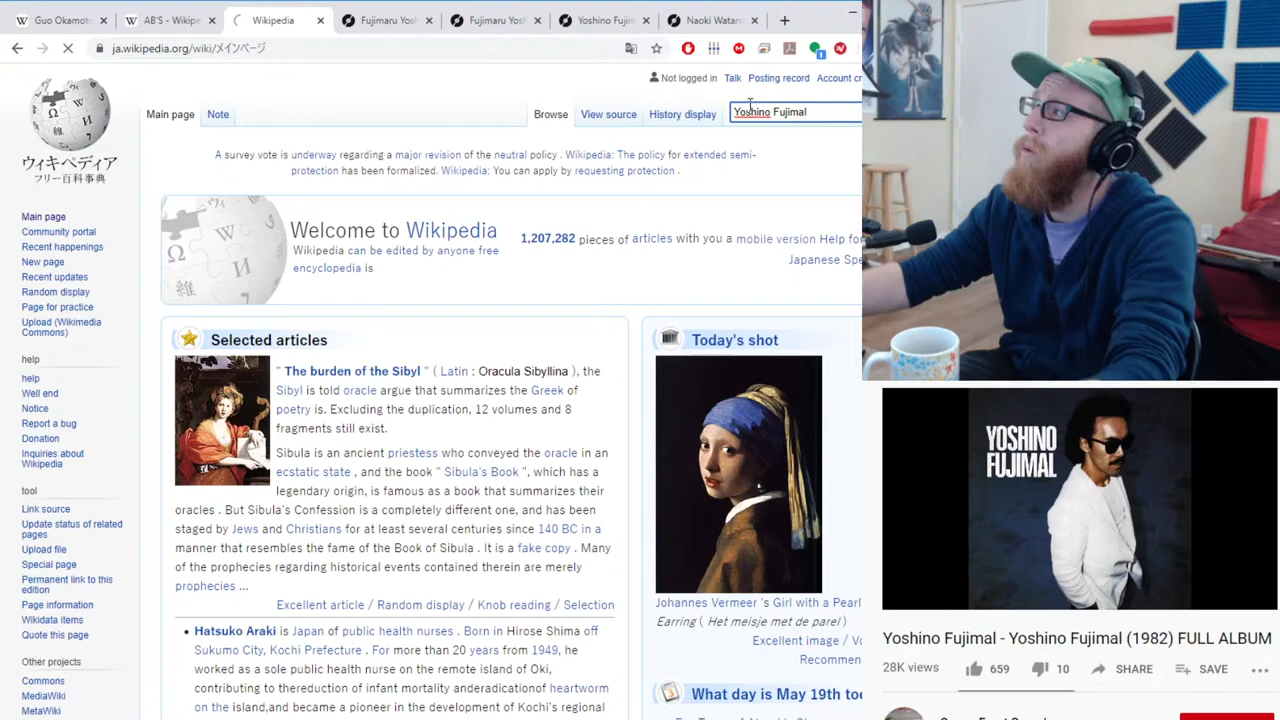 Guo Okamoto
AB'S - Wikipe
Wikipedia
Fujimaru Yosh
Fujimaru Yosh
Yoshino Fujim
Naoki Watana
ja.wikipedia.org/wiki/メインページ
Not logged in Talk Posting record Account cr
Main page Note Browse View source History display Yoshino Fujimal
ウィキペディア
フリー百科事典
A survey vote is underway regarding a major revision of the neutral policy . Wikipedia: The policy for extended semi-
protection has been formalized. Wikipedia: You can apply by requesting protection .
Welcome to Wikipedia
Wikipedia can be edited by anyone free
encyclopedia is
1,207,282 pieces of articles with you a mobile version Help for
Japanese Spe
Main page
Community portal
Recent happenings
New page
Recent updates
Random display
Page for practice
Upload (Wikimedia
Commons)
help
help
Well end
Notice
Report a bug
Donation
Inquiries about
Wikipedia
tool
Link source
Update status of related
pages
Upload file
Special page
Permanent link to this
edition
Page information
Wikidata items
Quote this page
Other projects
Commons
MediaWiki
MetaWiki
Selected articles
" The burden of the Sibyl " ( Latin : Oracula Sibyllina ), the
Sibyl is told oracle argue that summarizes the Greek of
poetry is. Excluding the duplication, 12 volumes and 8
fragments still exist.
Sibula is an ancient priestess who conveyed the oracle in an
ecstatic state , and the book " Sibula's Book ", which has a
legendary origin, is famous as a book that summarizes their
oracles . But Sibula's Confession is a completely different one, and has been
staged by Jews and Christians for at least several centuries since 140 BC in a
manner that resembles the fame of the Book of Sibula . It is a fake copy . Many
of the prophecies regarding historical events contained therein are merely
prophecies ...
Excellent article / Random display / Knob reading / Selection
• Hatsuko Araki is Japan of public health nurses . Born in Hirose Shima off
Sukumo City, Kochi Prefecture . For more than 20 years from 1949, he
worked as a sole public health nurse on the remote island of Oki,
contributing to thereduction of infant mortality anderadicationof heartworm
on the island,and became a pioneer in the development of Kochi's regional
Today's shot
Johannes Vermeer 's Girl with a Pearl
Earring ( Het meisje met de parel )
Excellent image / Vo
Recommen
What day is May 19th tod
YOSHINO
FUJIMAL
Yoshino Fujimal - Yoshino Fujimal (1982) FULL ALBUM
28K views 659 10 SHARE SAVE